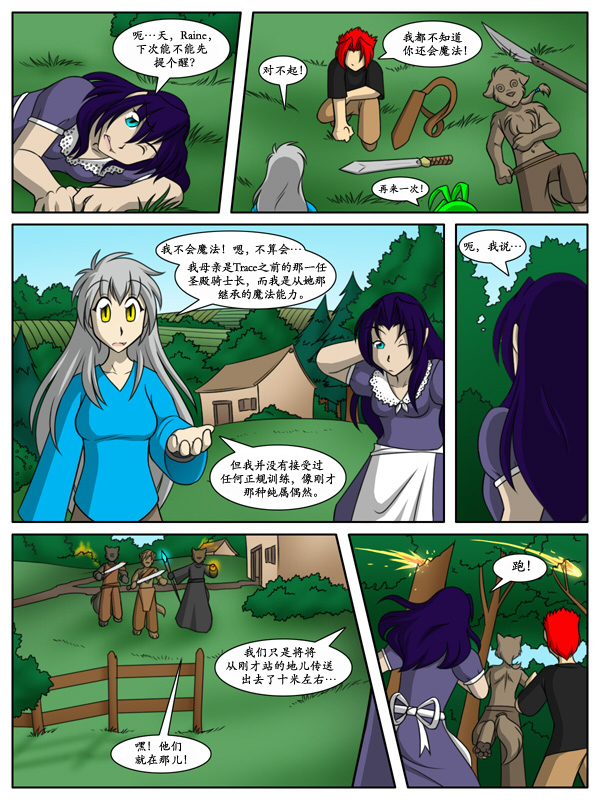 呃…天，Raine，
下次能不能先
提个醒？
对不起！
我都不知道
你还会魔法！
再来一次！
我不会魔法！嗯，不算会…
我母亲是Trace之前的那一任
圣殿骑士长，而我是从她那
继承的魔法能力。
但我并没有接受过
任何正规训练，像刚才
那种纯属偶然。
呃，我说…
我们只是将将
从刚才站的地儿传送
出去了十米左右…
嘿！他们
就在那儿！
跑！